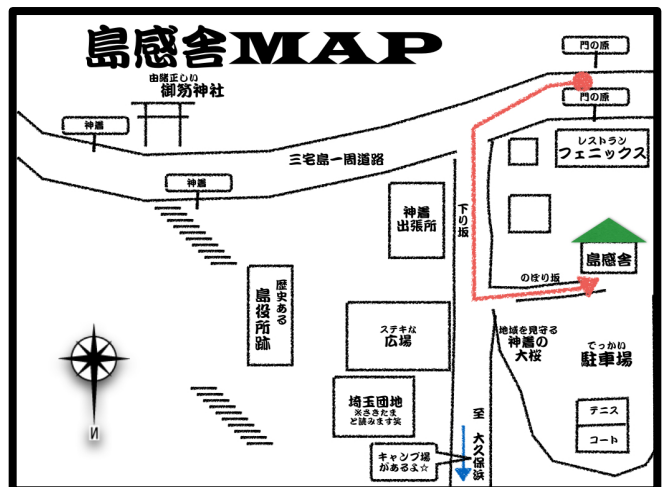 島感舎MAP
門の原
由緒正しい
御笏神社
門の原
神着
レストラン
フェニックス
三宅島一周道路
神着
神着
出張所
下り坂
島感舎
のぼり坂
歴史ある
島役所跡
ステキな
広場
地域を見守る
神着の
大桜
でっかい
駐車場
埼玉団地
※さきたま
と読みます笑
テニス
コート
至 大久保浜
キャンプ場
があるよ☆
N